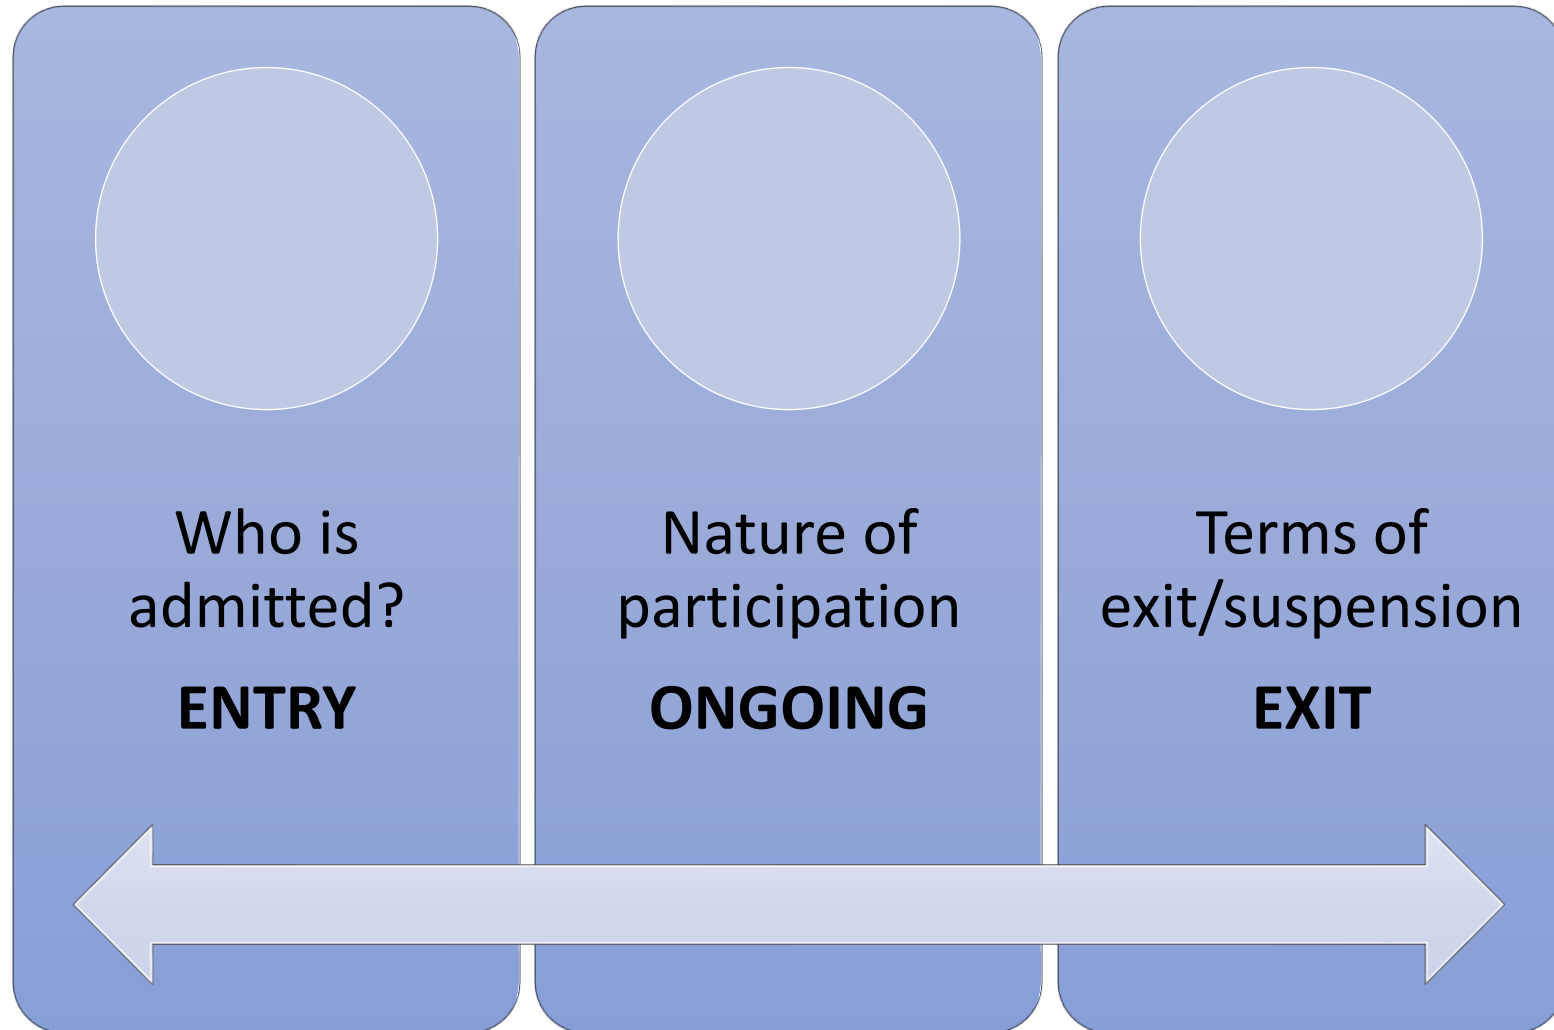 Who is
admitted?
ENTRY
Nature of
participation
ONGOING
Terms of
exit/suspension
EXIT